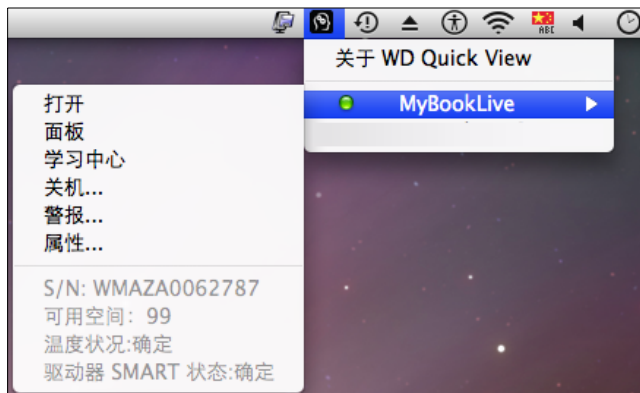 ABC
关于 WD Quick View
MyBookLive
打开
面板
学习中心
关机...
警报...
属性...
S/N: WMAZA0062787
可用空间：99
温度状况:确定
驱动器 SMART 状态:确定